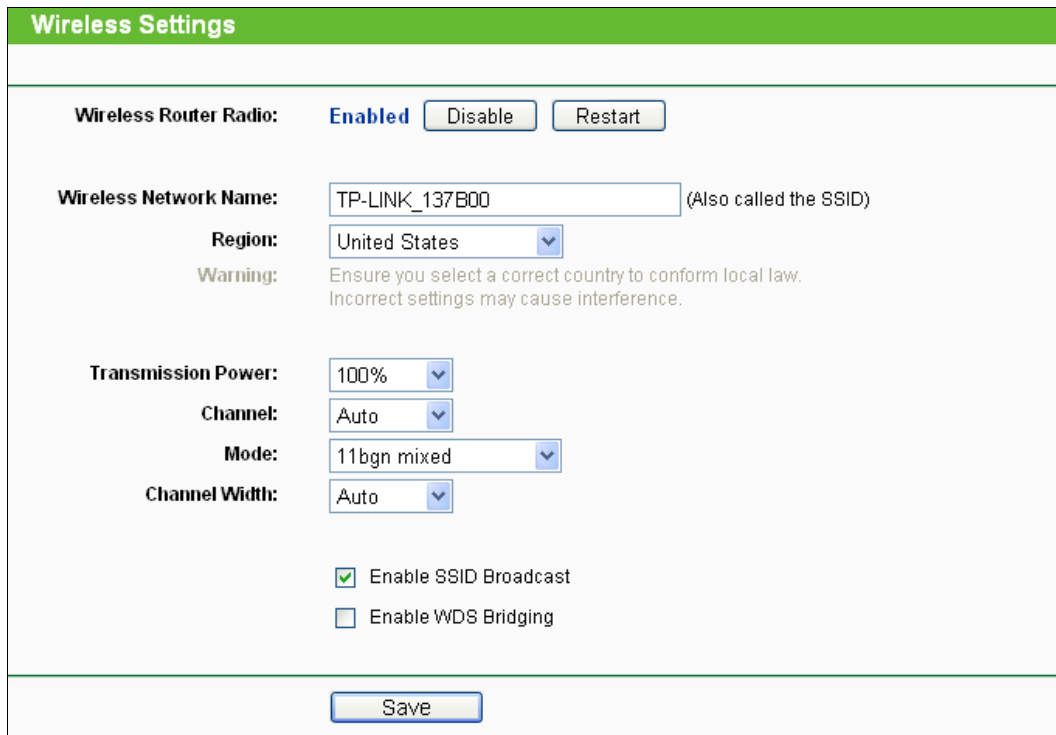 Wireless Settings
Wireless Router Radio: Enabled Disable Restart
Wireless Network Name: TP-LINK_137B00 (Also called the SSID)
Region: United States
Warning: Ensure you select a correct country to conform local law.
Incorrect settings may cause interference.
Transmission Power: 100%
Channel: Auto
Mode: 11bgn mixed
Channel Width: Auto
Enable SSID Broadcast
Enable WDS Bridging
Save